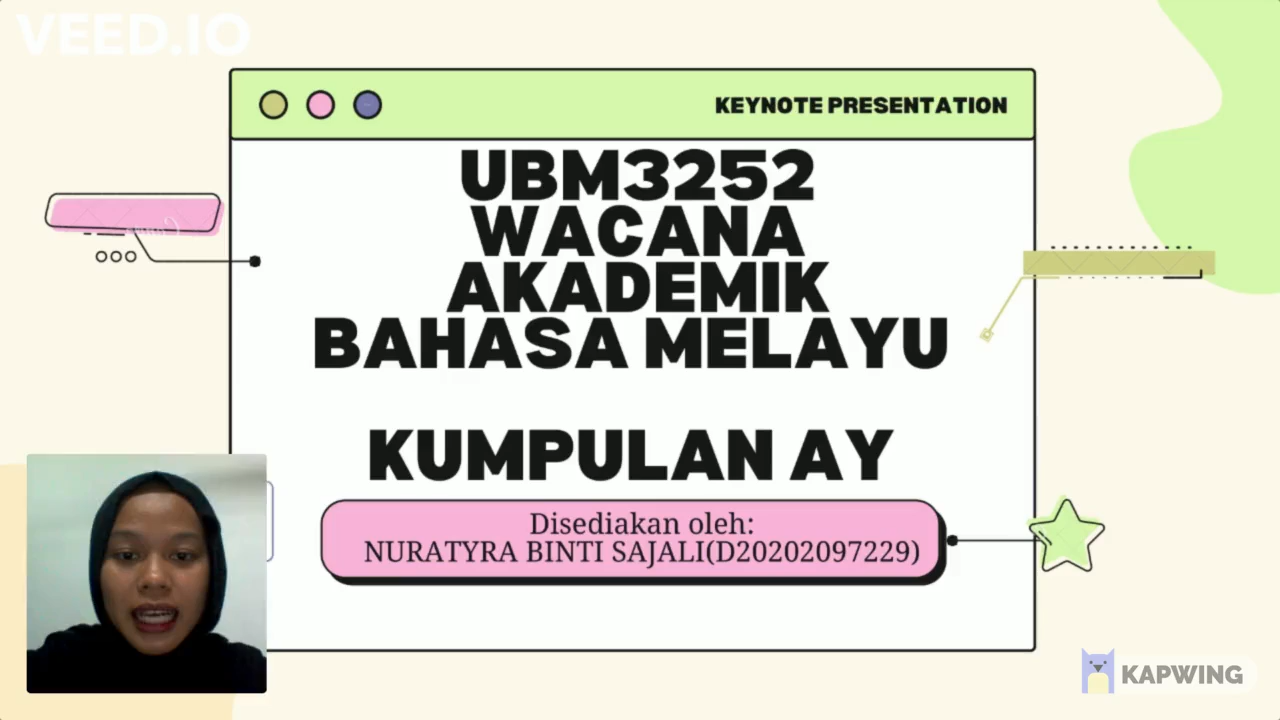 VEED.IO
KEYNOTE PRESENTATION
UBM3252
WACANA
AKADEMIK
BAHASA MELAYU
KUMPULAN AY
Disediakan oleh:
NURATYRA BINTI SAJALI(D20202097229)
KAPWING